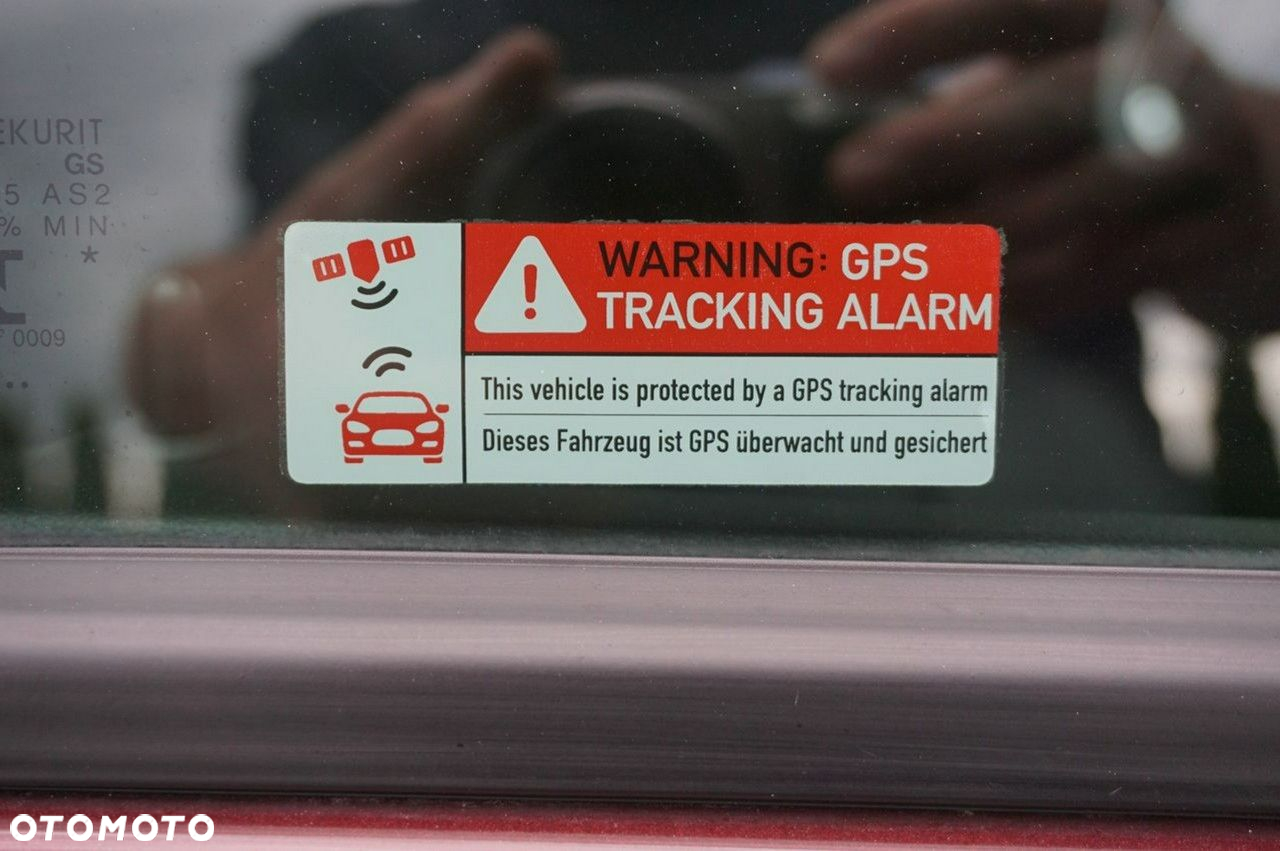 EKURIT
GS
5 AS2
% MIN
*
0009
WARNING: GPS
TRACKING ALARM
This vehicle is protected by a GPS tracking alarm
Dieses Fahrzeug ist GPS überwacht und gesichert
OTOMOTO